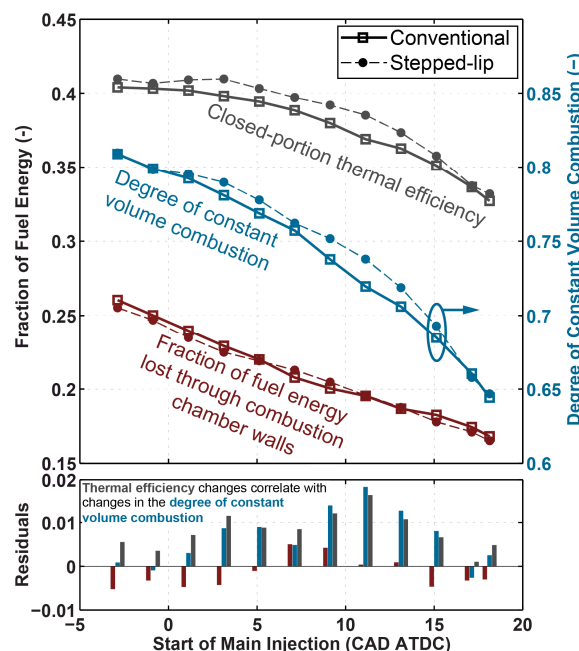 0.45
0.4
0.35
0.3
0.25
0.2
0.15
Fraction of Fuel Energy (-)
Conventional
Stepped-lip
Closed-portion thermal efficiency
Degree of constant
volume combustion
Fraction of fuel energy
lost through combustion
chamber walls
0.85
0.8
0.75
0.7
0.65
0.6
Degree of Constant Volume Combustion (–)
Thermal efficiency changes correlate with
changes in the degree of constant
volume combustion
0.02
0.01
0
−0.01
Residuals
−5 0 5 10 15 20
Start of Main Injection (CAD ATDC)